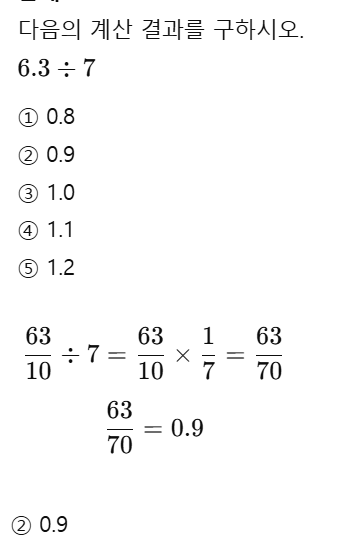 다음의 계산 결과를 구하시오.
6.3 ÷ 7
① 0.8
② 0.9
③ 1.0
④ 1.1
⑤ 1.2
63/10 ÷ 7 = 63/10 × 1/7 = 63/70
63/70 = 0.9
② 0.9